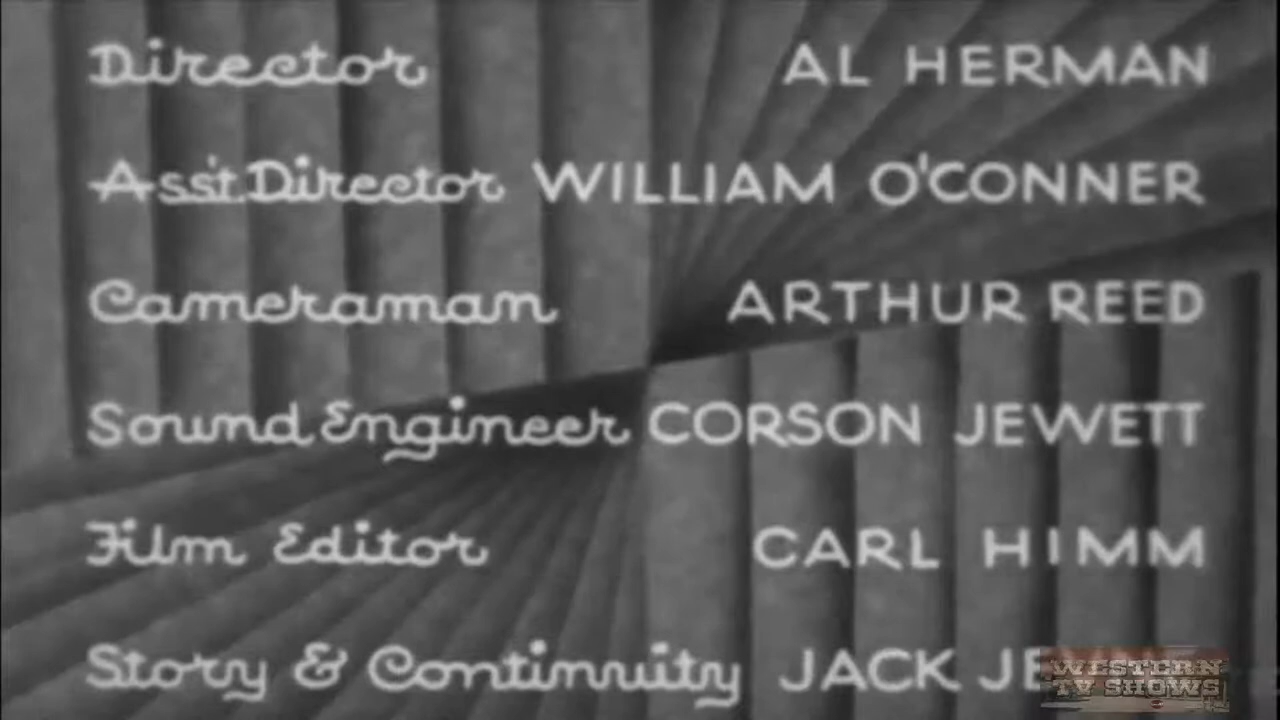 Director AL HERMAN
Ass't. Director WILLIAM O'CONNER
Cameraman ARTHUR REED
Sound Engineer CORSON JEWETT
Film Editor CARL HIMM
Story & Continuity JACK
WESTERN
TV SHOWS